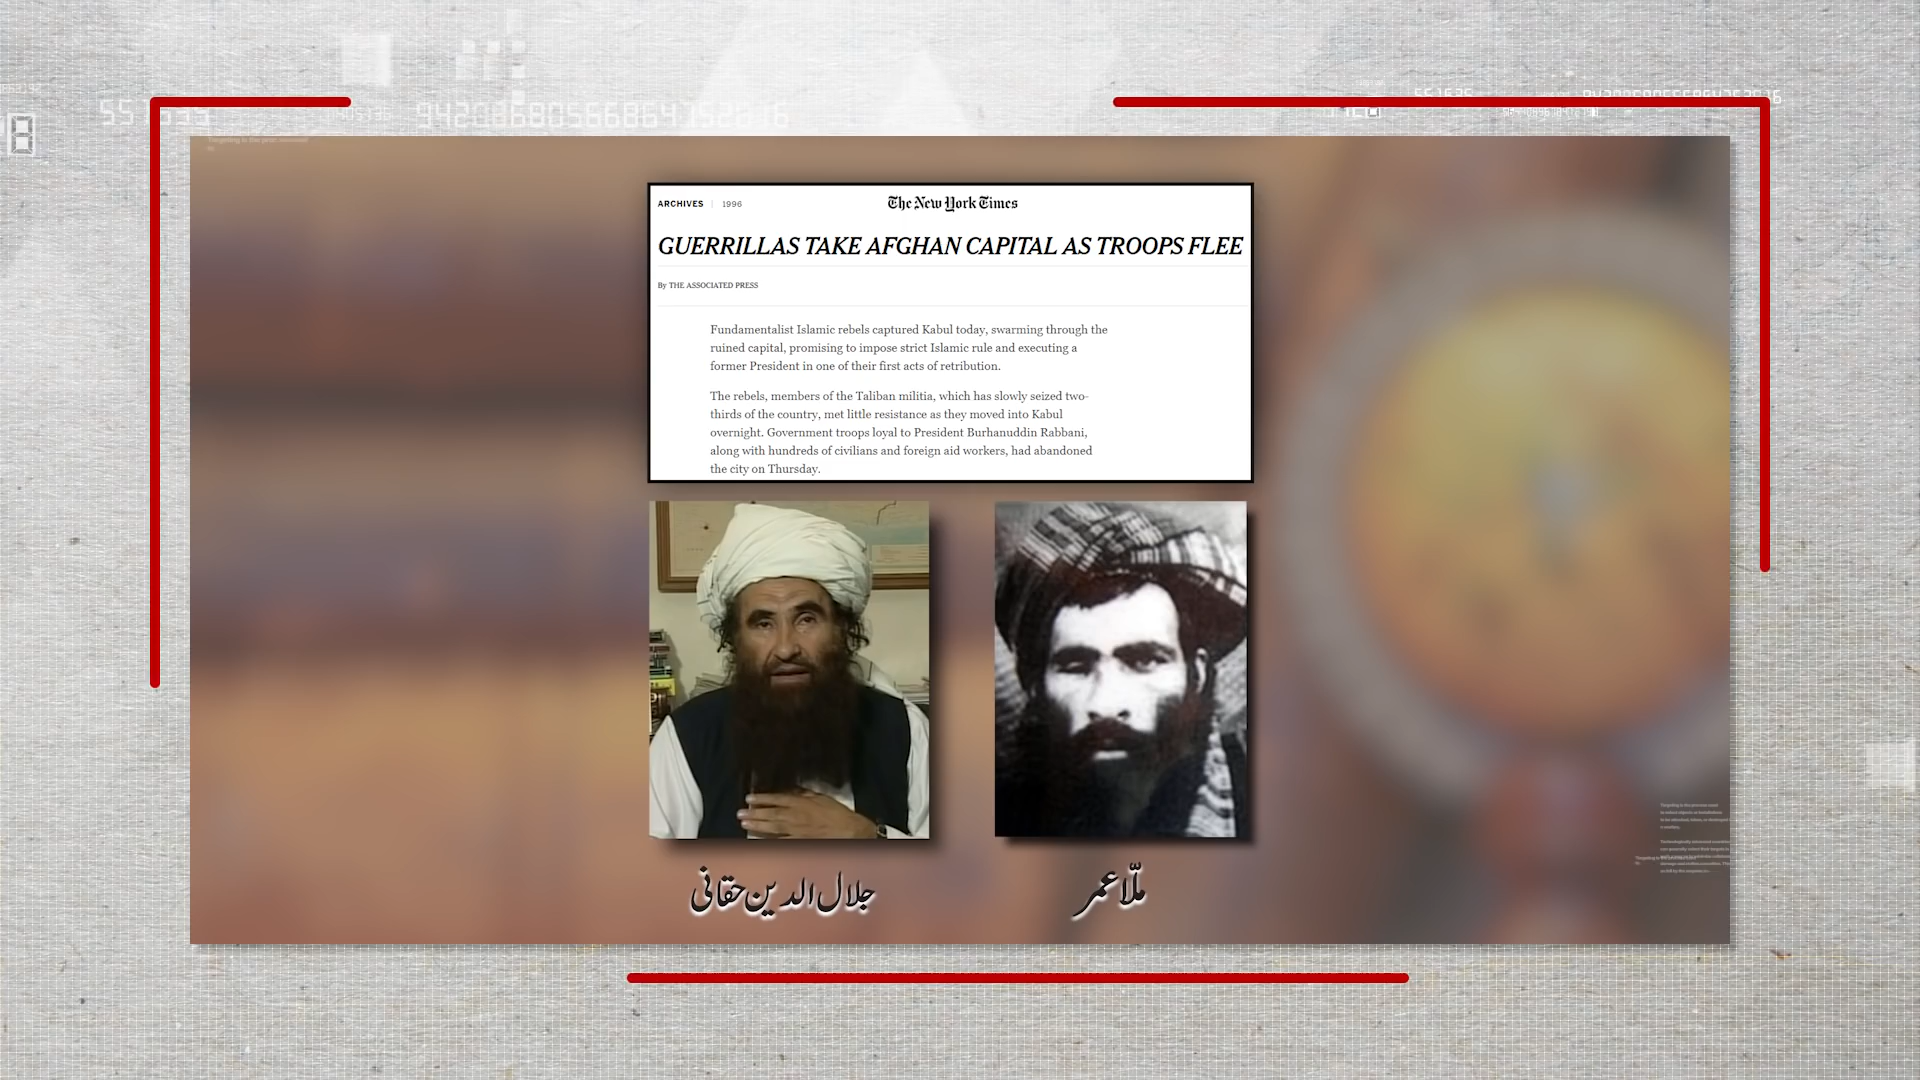 551635
942086805668647752876
ARCHIVES | 1996
The New York Times
GUERRILLAS TAKE AFGHAN CAPITAL AS TROOPS FLEE
By THE ASSOCIATED PRESS
Fundamentalist Islamic rebels captured Kabul today, swarming through the
ruined capital, promising to impose strict Islamic rule and executing a
former President in one of their first acts of retribution.
The rebels, members of the Taliban militia, which has slowly seized two-
thirds of the country, met little resistance as they moved into Kabul
overnight. Government troops loyal to President Burhanuddin Rabbani,
along with hundreds of civilians and foreign aid workers, had abandoned
the city on Thursday.
جلال الدین حقانی
ملّا عمر